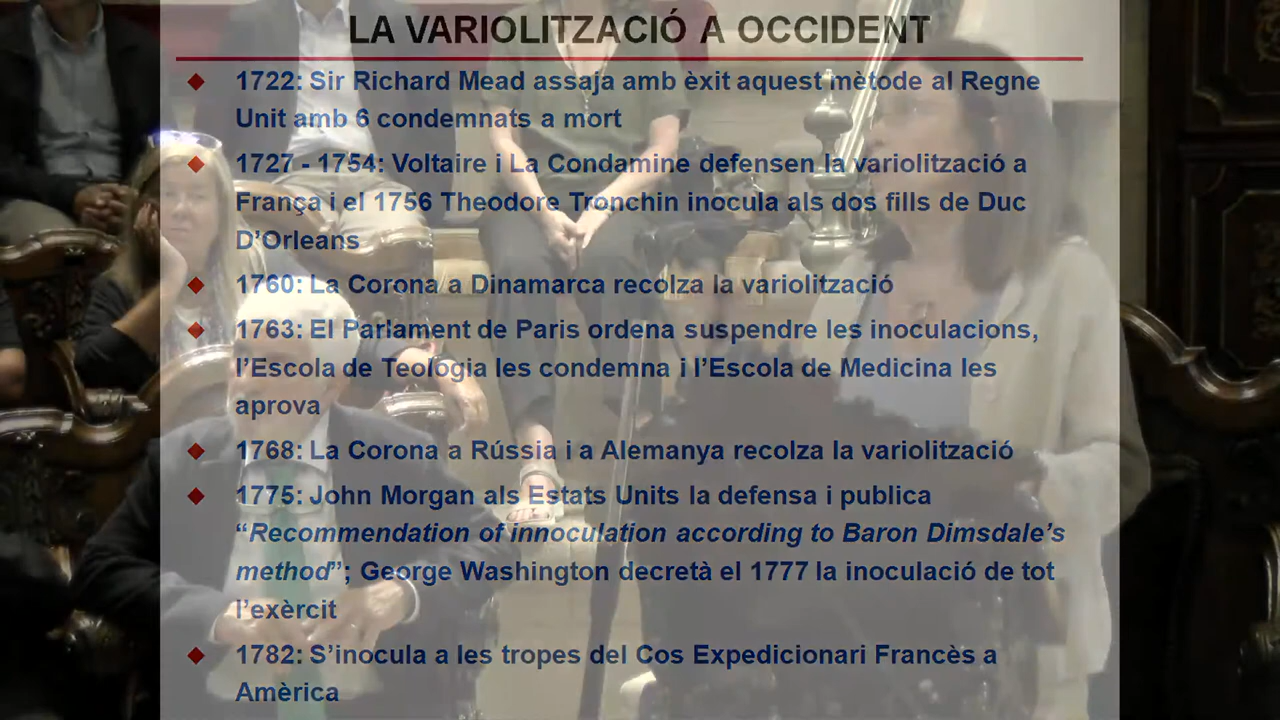 LA VARIOLITZACIÓ A OCCIDENT
1722: Sir Richard Mead assaja amb èxit aquest mètode al Regne
Unit amb 6 condemnats a mort
1727 - 1754: Voltaire i La Condamine defensen la variolització a
França i el 1756 Theodore Tronchin inocula als dos fills de Duc
D'Orleans
1760: La Corona a Dinamarca recolza la variolització
1763: El Parlament de Paris ordena suspendre les inoculacions,
l'Escola de Teologia les condemna i l'Escola de Medicina les
aprova
1768: La Corona a Rússia i a Alemanya recolza la variolització
1775: John Morgan als Estats Units la defensa i publica
“Recommendation of innoculation according to Baron Dimsdale’s
method”; George Washington decretà el 1777 la inoculació de tot
l’exèrcit
1782: S’inocula a les tropes del Cos Expedicionari Francès a
Amèrica